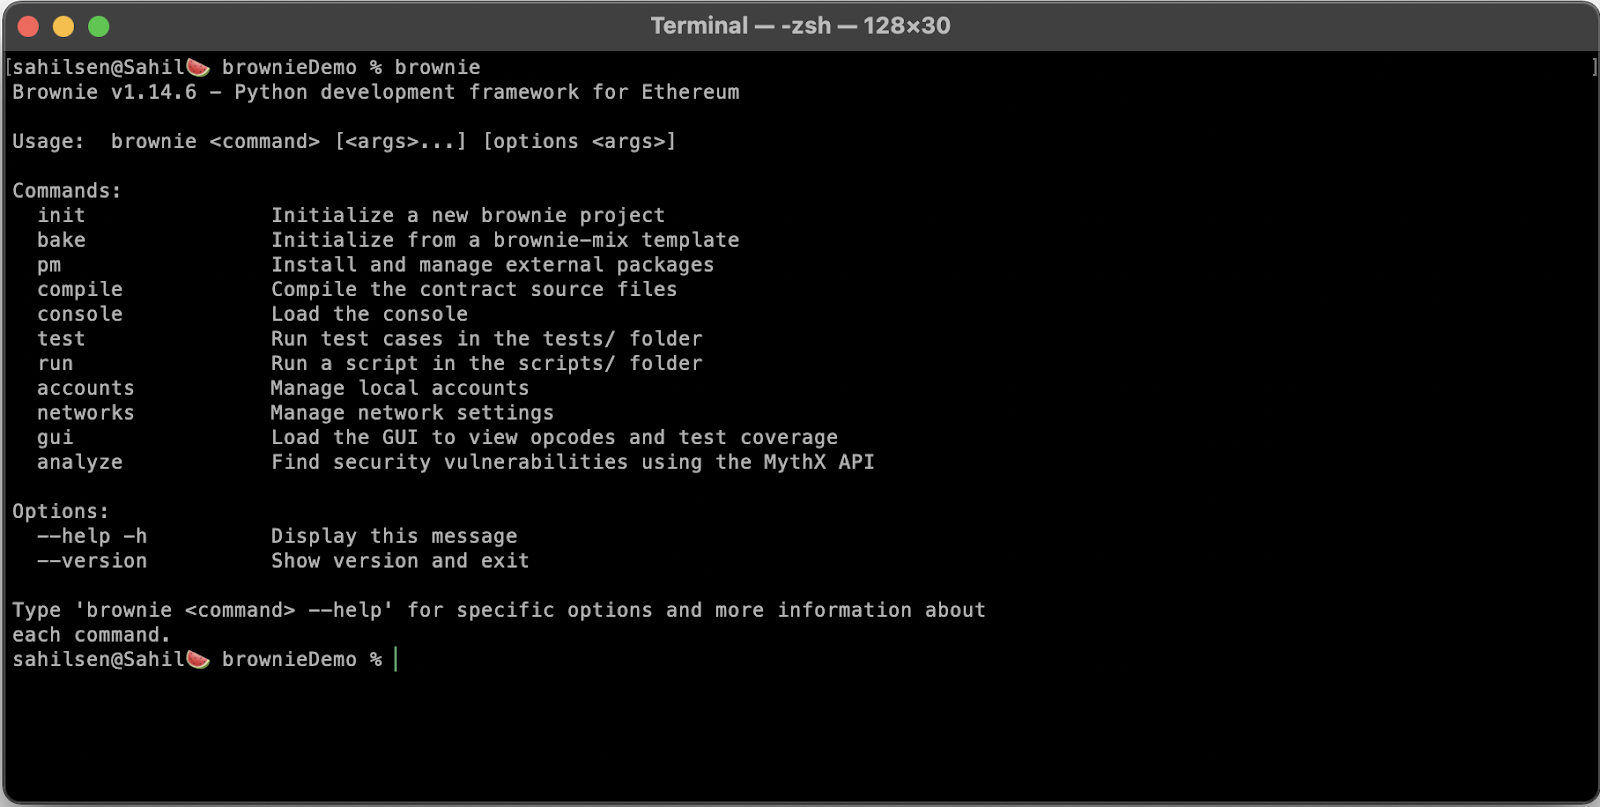 Terminal — -zsh — 128×30
[sahilsen@Sahil🍉 brownieDemo % brownie ]
Brownie v1.14.6 - Python development framework for Ethereum
Usage:  brownie <command> [<args>...] [options <args>]
Commands:
  init               Initialize a new brownie project
  bake               Initialize from a brownie-mix template
  pm                 Install and manage external packages
  compile            Compile the contract source files
  console            Load the console
  test               Run test cases in the tests/ folder
  run                Run a script in the scripts/ folder
  accounts           Manage local accounts
  networks           Manage network settings
  gui                Load the GUI to view opcodes and test coverage
  analyze            Find security vulnerabilities using the MythX API
Options:
  --help -h          Display this message
  --version          Show version and exit
Type 'brownie <command> --help' for specific options and more information about
each command.
sahilsen@Sahil🍉 brownieDemo %